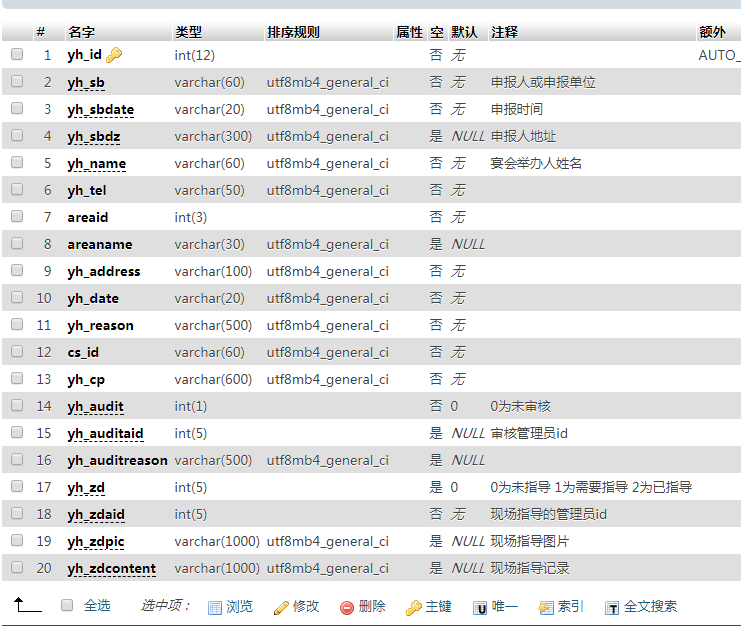 # 名字 类型 排序规则 属性 空 默认 注释 额外
1 yh_id int(12) 否 无 AUTO_
2 yh_sb varchar(60) utf8mb4_general_ci 否 无 申报人或申报单位
3 yh_sbdate varchar(20) utf8mb4_general_ci 否 无 申报时间
4 yh_sbdz varchar(300) utf8mb4_general_ci 是 NULL 申报人地址
5 yh_name varchar(60) utf8mb4_general_ci 否 无 宴会举办人姓名
6 yh_tel varchar(50) utf8mb4_general_ci 否 无
7 areaid int(3) 否 无
8 areaname varchar(30) utf8mb4_general_ci 是 NULL
9 yh_address varchar(100) utf8mb4_general_ci 否 无
10 yh_date varchar(20) utf8mb4_general_ci 否 无
11 yh_reason varchar(500) utf8mb4_general_ci 否 无
12 cs_id varchar(60) utf8mb4_general_ci 否 无
13 yh_cp varchar(600) utf8mb4_general_ci 否 无
14 yh_audit int(1) 否 0 0为未审核
15 yh_auditaid int(5) 是 NULL 审核管理员id
16 yh_auditreason varchar(500) utf8mb4_general_ci 是 NULL
17 yh_zd int(5) 是 0 0为未指导 1为需要指导 2为已指导
18 yh_zdaid int(5) 否 无 现场指导的管理员id
19 yh_zdpic varchar(1000) utf8mb4_general_ci 是 NULL 现场指导图片
20 yh_zdcontent varchar(1000) utf8mb4_general_ci 是 NULL 现场指导记录
全选 选中项： 浏览 修改 删除 主键 唯一 索引 全文搜索